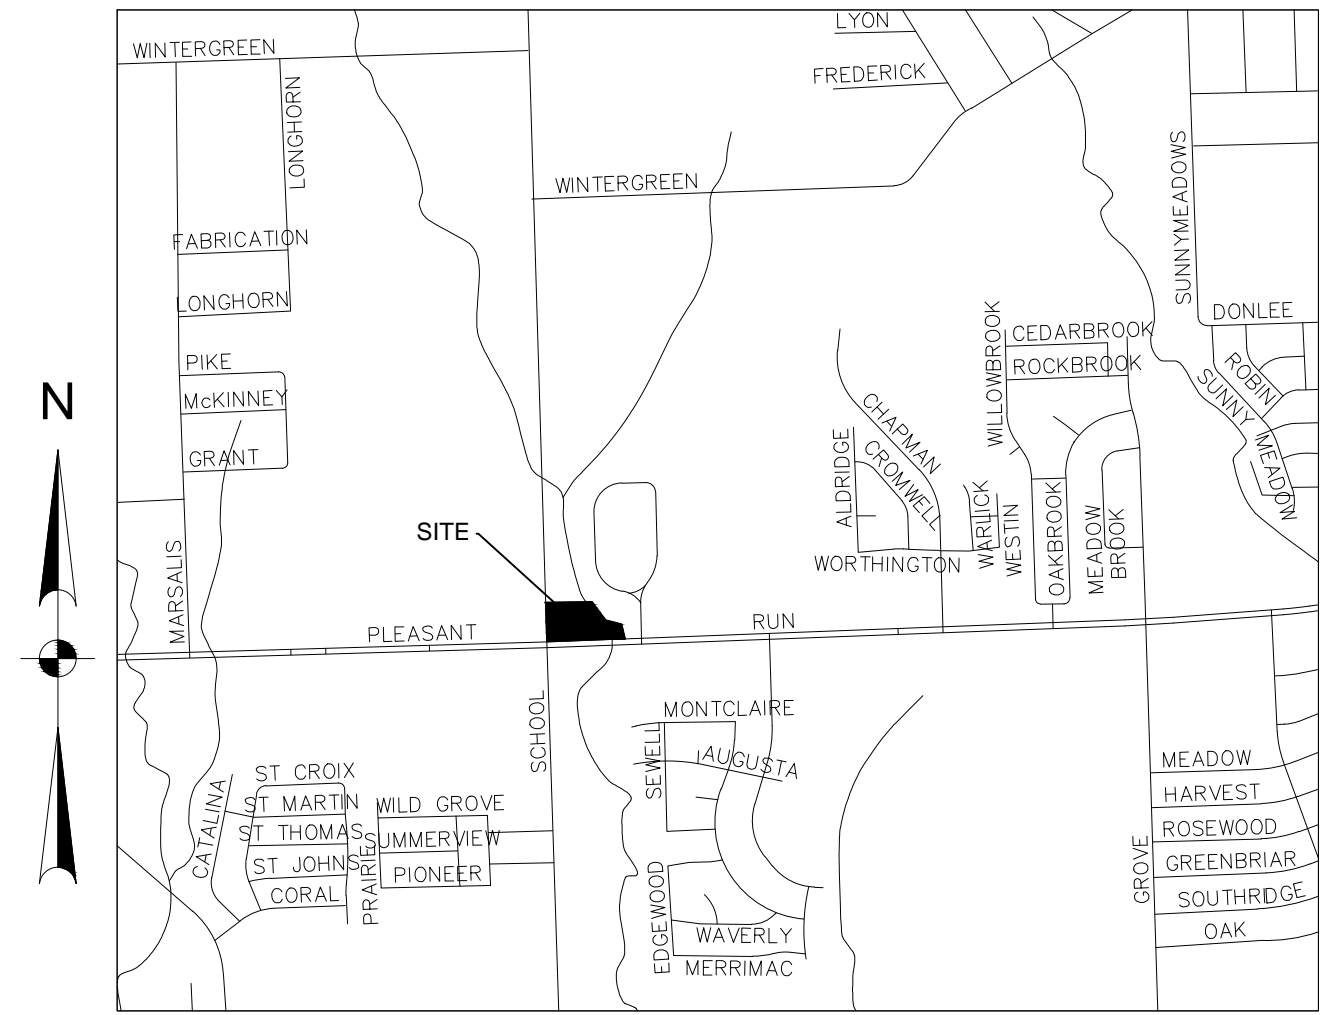 LYON
WINTERGREEN
FREDERICK
LONGHORN
WINTERGREEN
SUNNYMEADOWS
FABRICATION
LONGHORN
DONLEE
WILLOWBROOK
CEDARBROOK
PIKE
ROCKBROOK
ROBIN
N
McKINNEY
SUNNY MEADOW
CHAPMAN
ALDRIDGE
CROMWELL
GRANT
WARLICK
WESTIN
OAKBROOK
MEADOW
BROOK
SITE
MARSALIS
WORTHINGTON
PLEASANT
RUN
SCHOOL
MONTCLAIRE
SEWELL
AUGUSTA
MEADOW
ST CROIX
CATALINA
HARVEST
ST MARTIN
WILD GROVE
ROSEWOOD
ST THOMAS
SUMMERVIEW
GROVE
GREENBRIAR
ST JOHNS
PRAIRIE
PIONEER
EDGEWOOD
CORAL
SOUTHRIDGE
WAVERLY
OAK
MERRIMAC